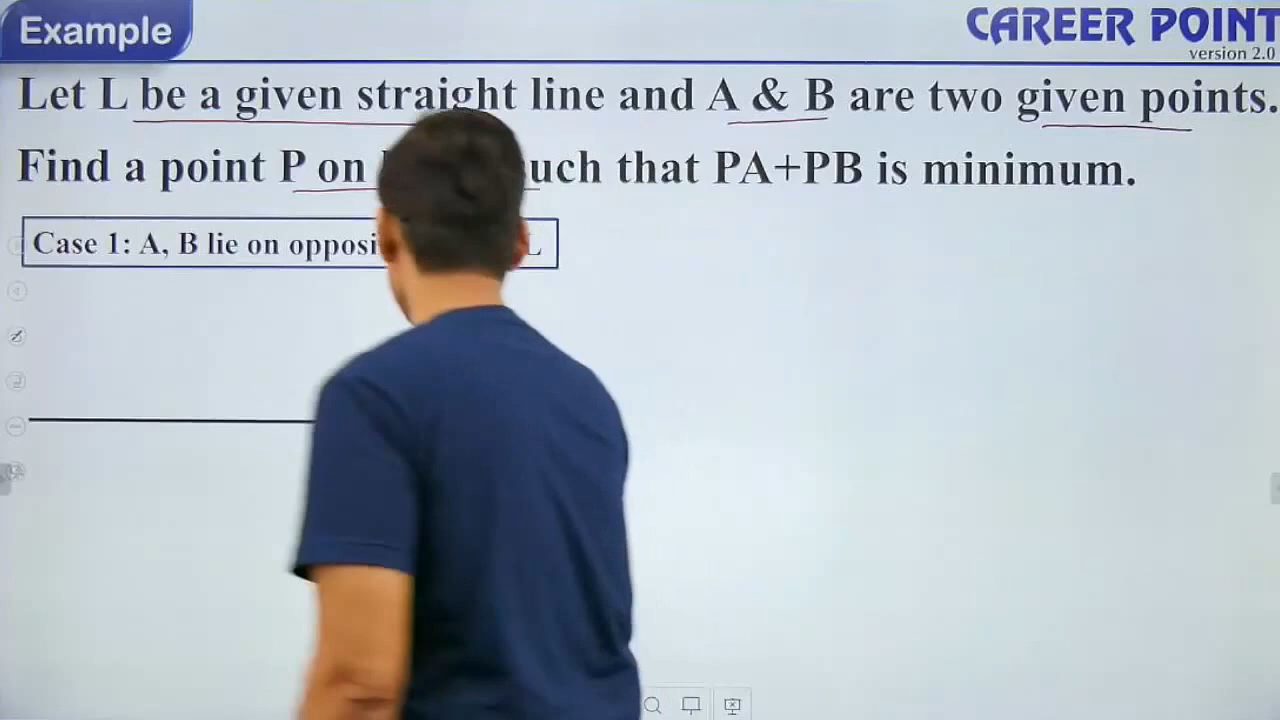 Example
CAREER POINT
version 2.0
Let L be a given straight line and A & B are two given points.
Find a point P on such that PA+PB is minimum.
Case 1: A, B lie on L